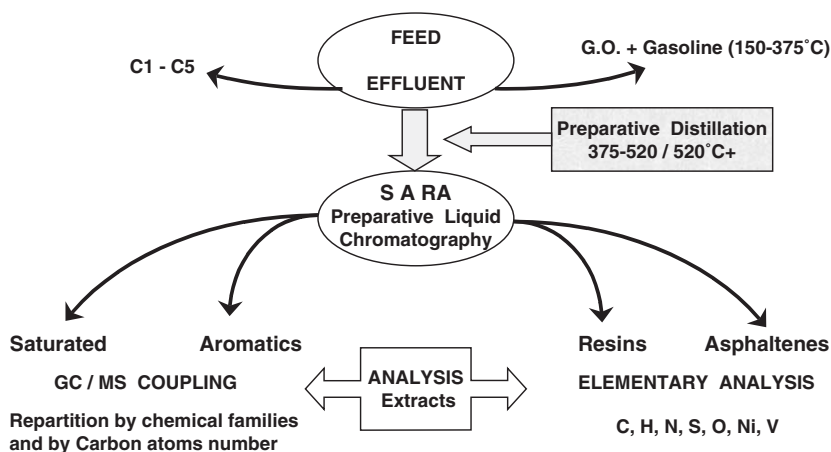 FEED
EFFLUENT
C1 - C5
G.O. + Gasoline (150-375˚C)
Preparative Distillation
375-520 / 520˚C+
S A RA
Preparative Liquid
Chromatography
Saturated
Aromatics
Resins
Asphaltenes
GC / MS COUPLING
ANALYSIS
Extracts
ELEMENTARY ANALYSIS
Repartition by chemical families
and by Carbon atoms number
C, H, N, S, O, Ni, V